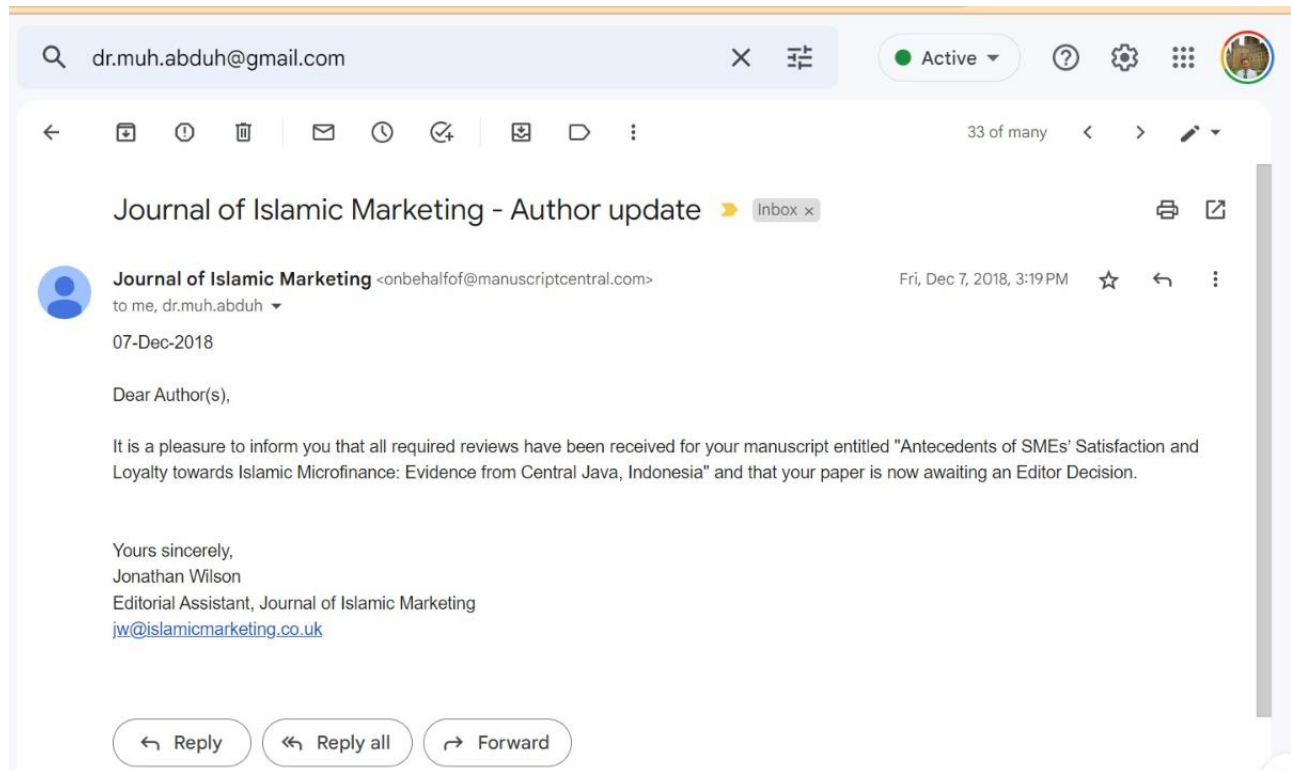 dr.muh.abduh@gmail.com
Active
33 of many
Journal of Islamic Marketing - Author update Inbox x
Journal of Islamic Marketing <onbehalfof@manuscriptcentral.com> Fri, Dec 7, 2018, 3:19 PM
to me, dr.muh.abduh
07-Dec-2018
Dear Author(s),
It is a pleasure to inform you that all required reviews have been received for your manuscript entitled "Antecedents of SMEs' Satisfaction and
Loyalty towards Islamic Microfinance: Evidence from Central Java, Indonesia" and that your paper is now awaiting an Editor Decision.
Yours sincerely,
Jonathan Wilson
Editorial Assistant, Journal of Islamic Marketing
jw@islamicmarketing.co.uk
Reply Reply all Forward